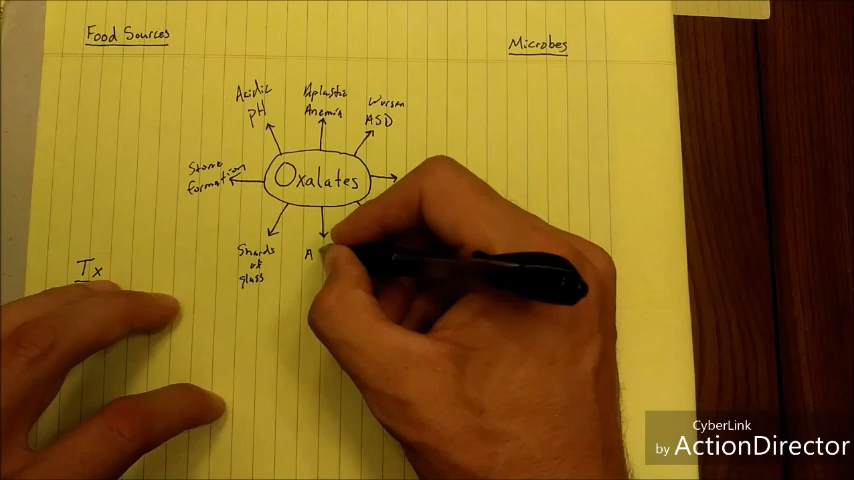 Food Sources
Microbes
Acidic
pH
Aplastic
Anemia
Worsen
ASD
Stone
formation
Oxalates
Shards
of
glass
A
Tx
CyberLink
by ActionDirector